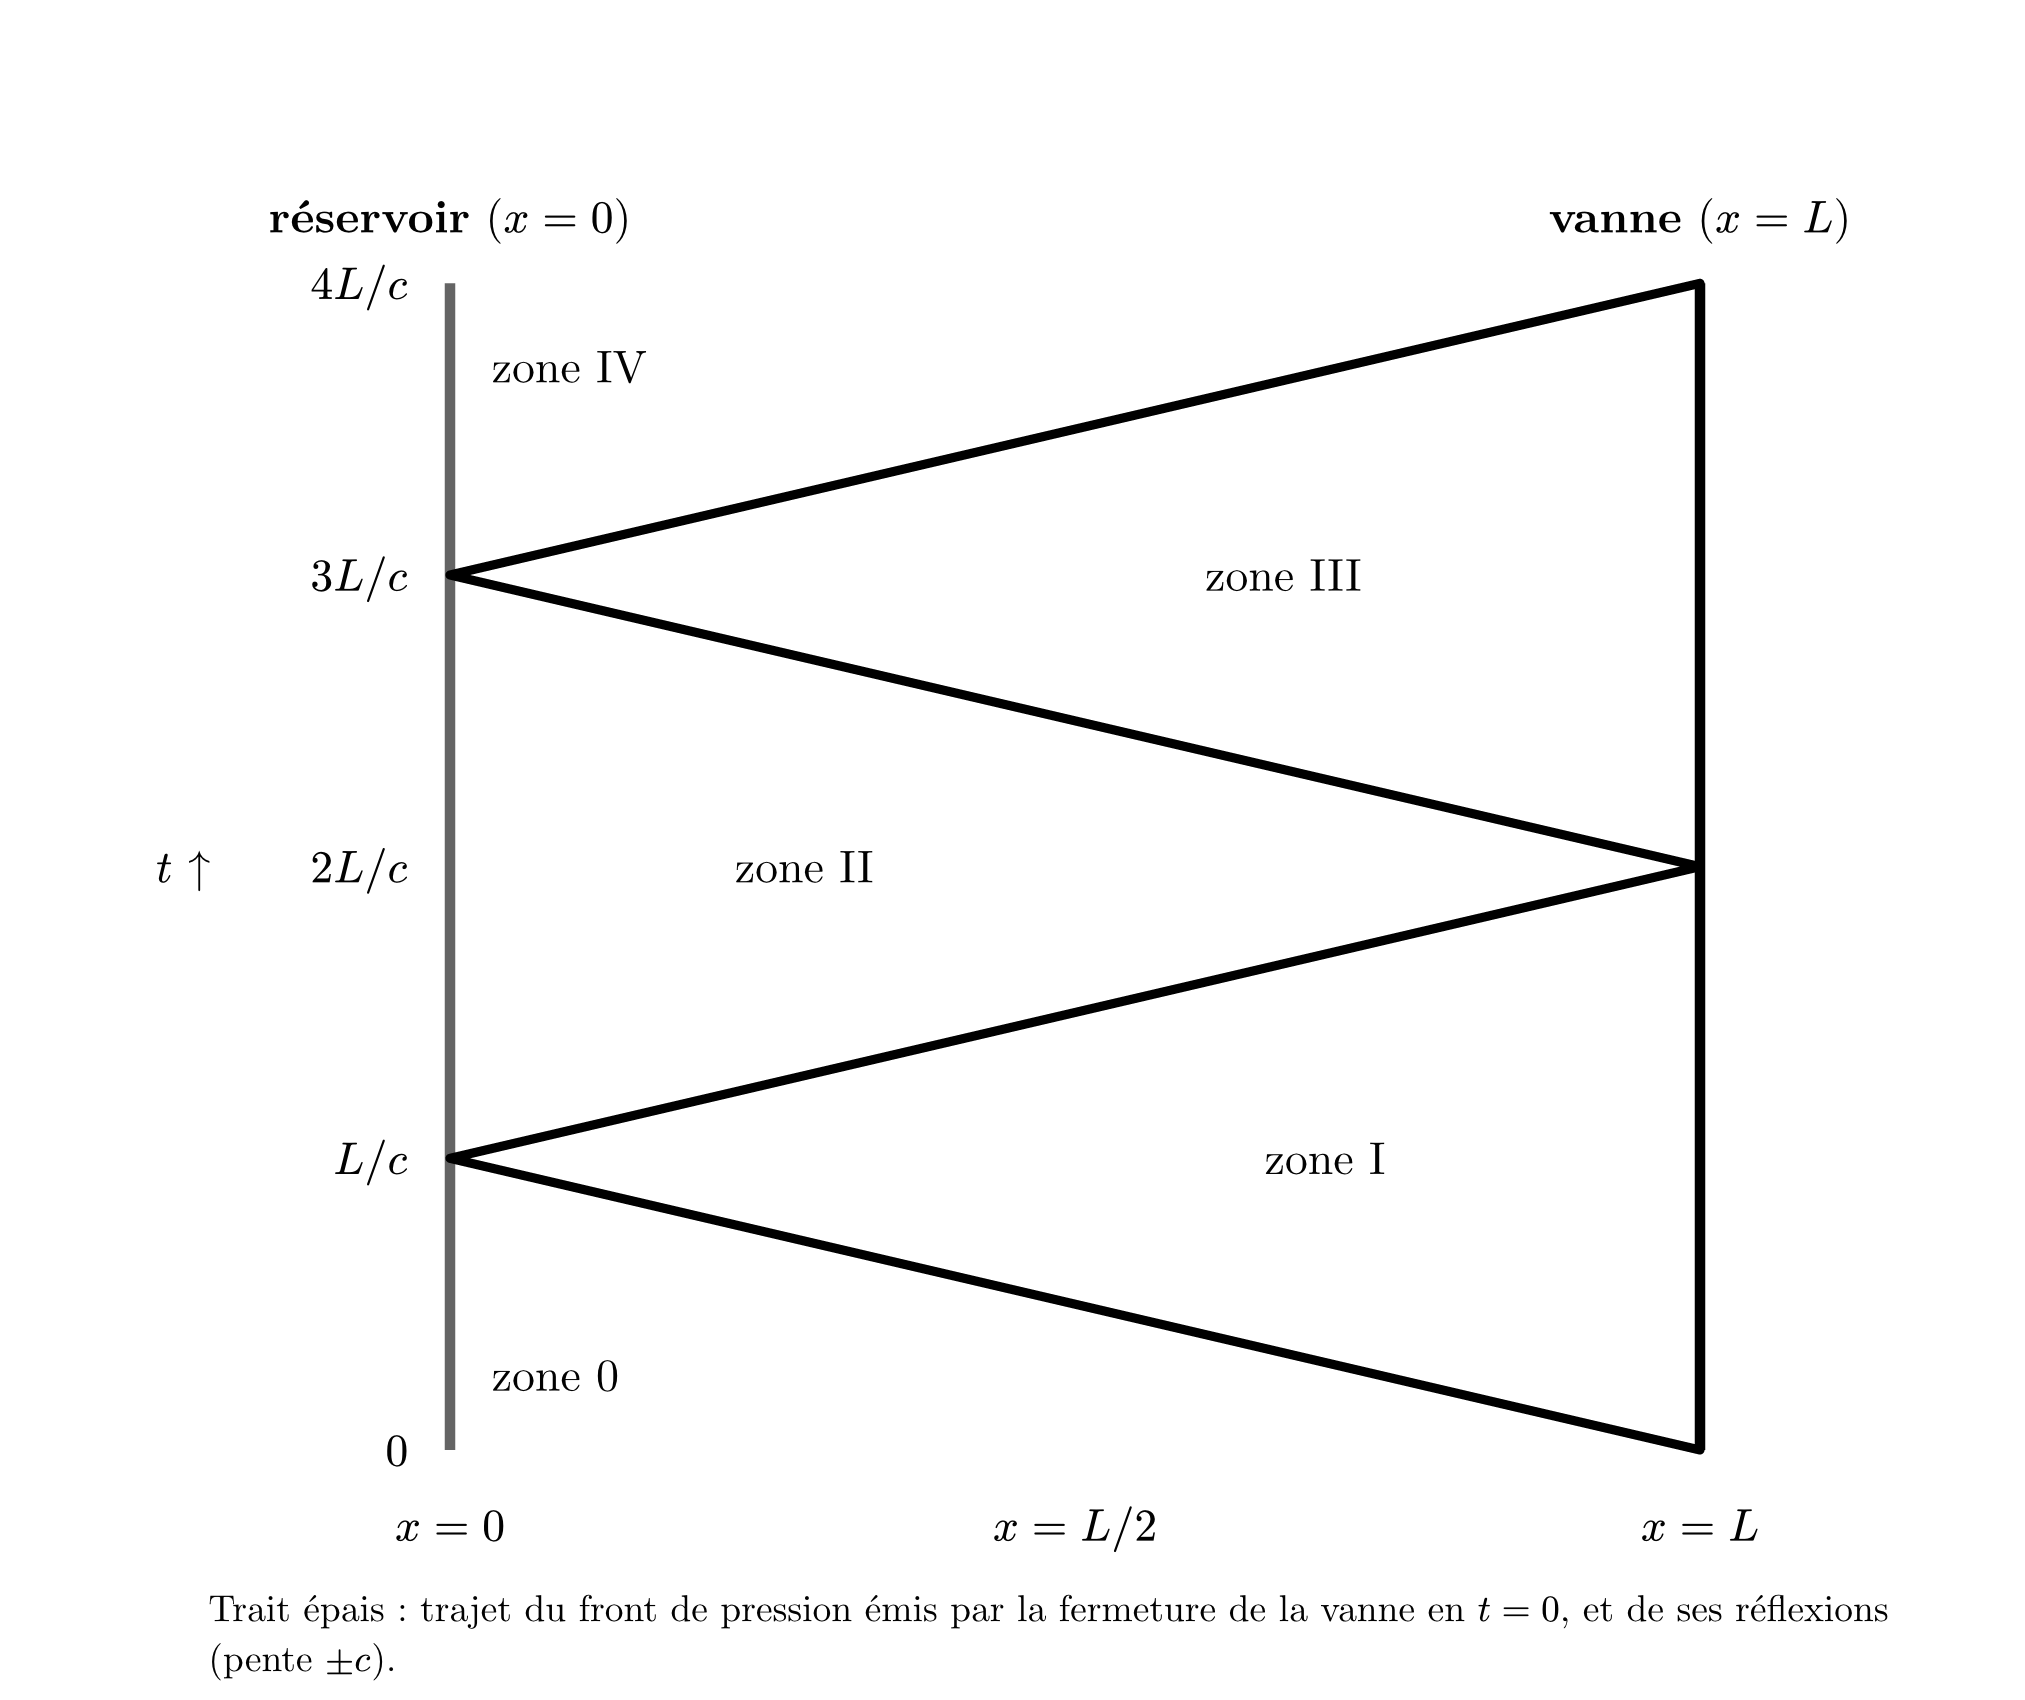 réservoir (x = 0)
vanne (x = L)
4L/c
zone IV
3L/c
zone III
t ↑
2L/c
zone II
L/c
zone I
zone 0
0
x = 0
x = L/2
x = L
Trait épais : trajet du front de pression émis par la fermeture de la vanne en t = 0, et de ses réflexions
(pente ±c).